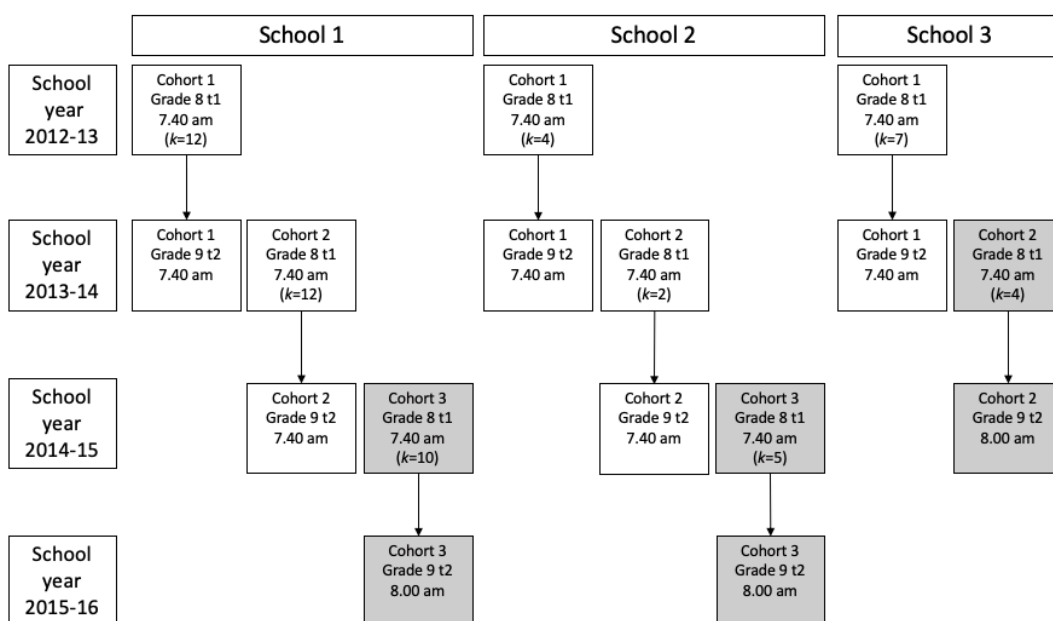 School 1
School 2
School 3
School
year
2012-13
Cohort 1
Grade 8 t1
7.40 am
(k=12)
Cohort 1
Grade 8 t1
7.40 am
(k=4)
Cohort 1
Grade 8 t1
7.40 am
(k=7)
School
year
2013-14
Cohort 1
Grade 9 t2
7.40 am
Cohort 2
Grade 8 t1
7.40 am
(k=12)
Cohort 1
Grade 9 t2
7.40 am
Cohort 2
Grade 8 t1
7.40 am
(k=2)
Cohort 1
Grade 9 t2
7.40 am
Cohort 2
Grade 8 t1
7.40 am
(k=4)
School
year
2014-15
Cohort 2
Grade 9 t2
7.40 am
Cohort 3
Grade 8 t1
7.40 am
(k=10)
Cohort 2
Grade 9 t2
7.40 am
Cohort 3
Grade 8 t1
7.40 am
(k=5)
Cohort 2
Grade 9 t2
8.00 am
School
year
2015-16
Cohort 3
Grade 9 t2
8.00 am
Cohort 3
Grade 9 t2
8.00 am